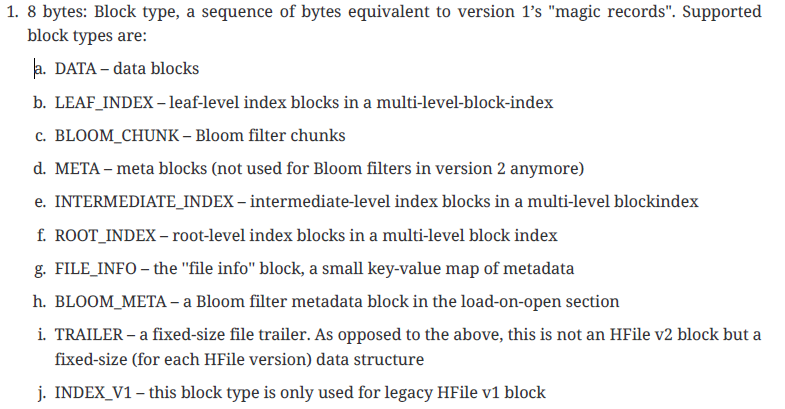 1. 8 bytes: Block type, a sequence of bytes equivalent to version 1’s "magic records". Supported
block types are:
a. DATA – data blocks
b. LEAF_INDEX – leaf-level index blocks in a multi-level-block-index
c. BLOOM_CHUNK – Bloom filter chunks
d. META – meta blocks (not used for Bloom filters in version 2 anymore)
e. INTERMEDIATE_INDEX – intermediate-level index blocks in a multi-level blockindex
f. ROOT_INDEX – root-level index blocks in a multi-level block index
g. FILE_INFO – the "file info" block, a small key-value map of metadata
h. BLOOM_META – a Bloom filter metadata block in the load-on-open section
i. TRAILER – a fixed-size file trailer. As opposed to the above, this is not an HFile v2 block but a
fixed-size (for each HFile version) data structure
j. INDEX_V1 – this block type is only used for legacy HFile v1 block